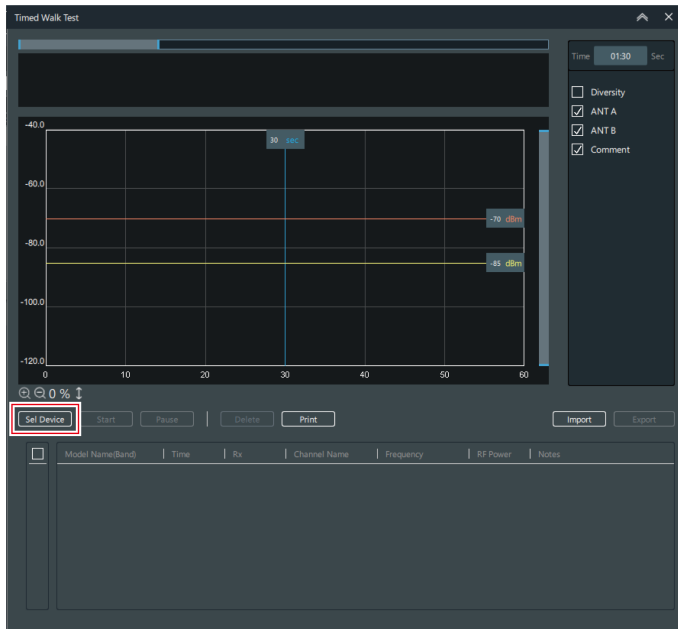 Timed Walk Test
Time 01:30 Sec
Diversity
ANT A
ANT B
Comment
-40.0
30 sec
-60.0
-70 dBm
-80.0
-85 dBm
-100.0
-120.0
0 10 20 30 40 50 60
0 %
Sel Device Start Pause Delete Print Import Export
Model Name(Band) Time Rx Channel Name Frequency RF Power Notes